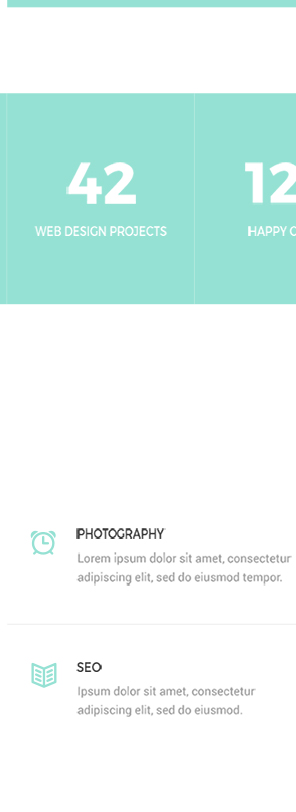 42
12
WEB DESIGN PROJECTS
HAPPY
PHOTOGRAPHY
Lorem ipsum dolor sit amet, consectetur
adipiscing elit, sed do eiusmod tempor.
SEO
Ipsum dolor sit amet, consectetur
adipiscing elit, sed do eiusmod.